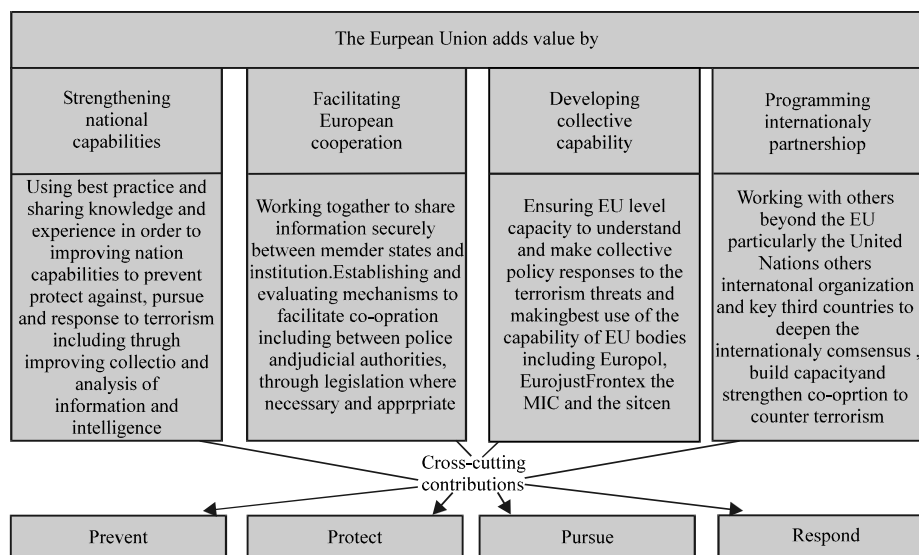 The Eurpean Union adds value by
Strengthening
national
capabilities
Facilitating
European
cooperation
Developing
collective
capability
Programming
internationaly
partnershiop
Using best practice and
sharing knowledge and
experience in order to
improving nation
capabilities to prevent
protect against, pursue
and response to terrorism
including thrugh
improving collectio and
analysis of
information and
intelligence
Working togather to share
information securely
between memder states and
institution.Establishing and
evaluating mechanisms to
facilitate co-opration
including between police
andjudicial authorities,
through legislation where
necessary and apprpriate
Ensuring EU level
capacity to understand
and make collective
policy responses to the
terrorism threats and
makingbest use of the
capability of EU bodies
including Europol,
EurojustFrontex the
MIC and the sitcen
Working with others
beyond the EU
particularly the United
Nations others
internatonal organization
and key third countries to
deepen the
internationaly comsensus ,
build capacityand
strengthen co-oprtion to
counter terrorism
Cross-cutting
contributions
Prevent
Protect
Pursue
Respond